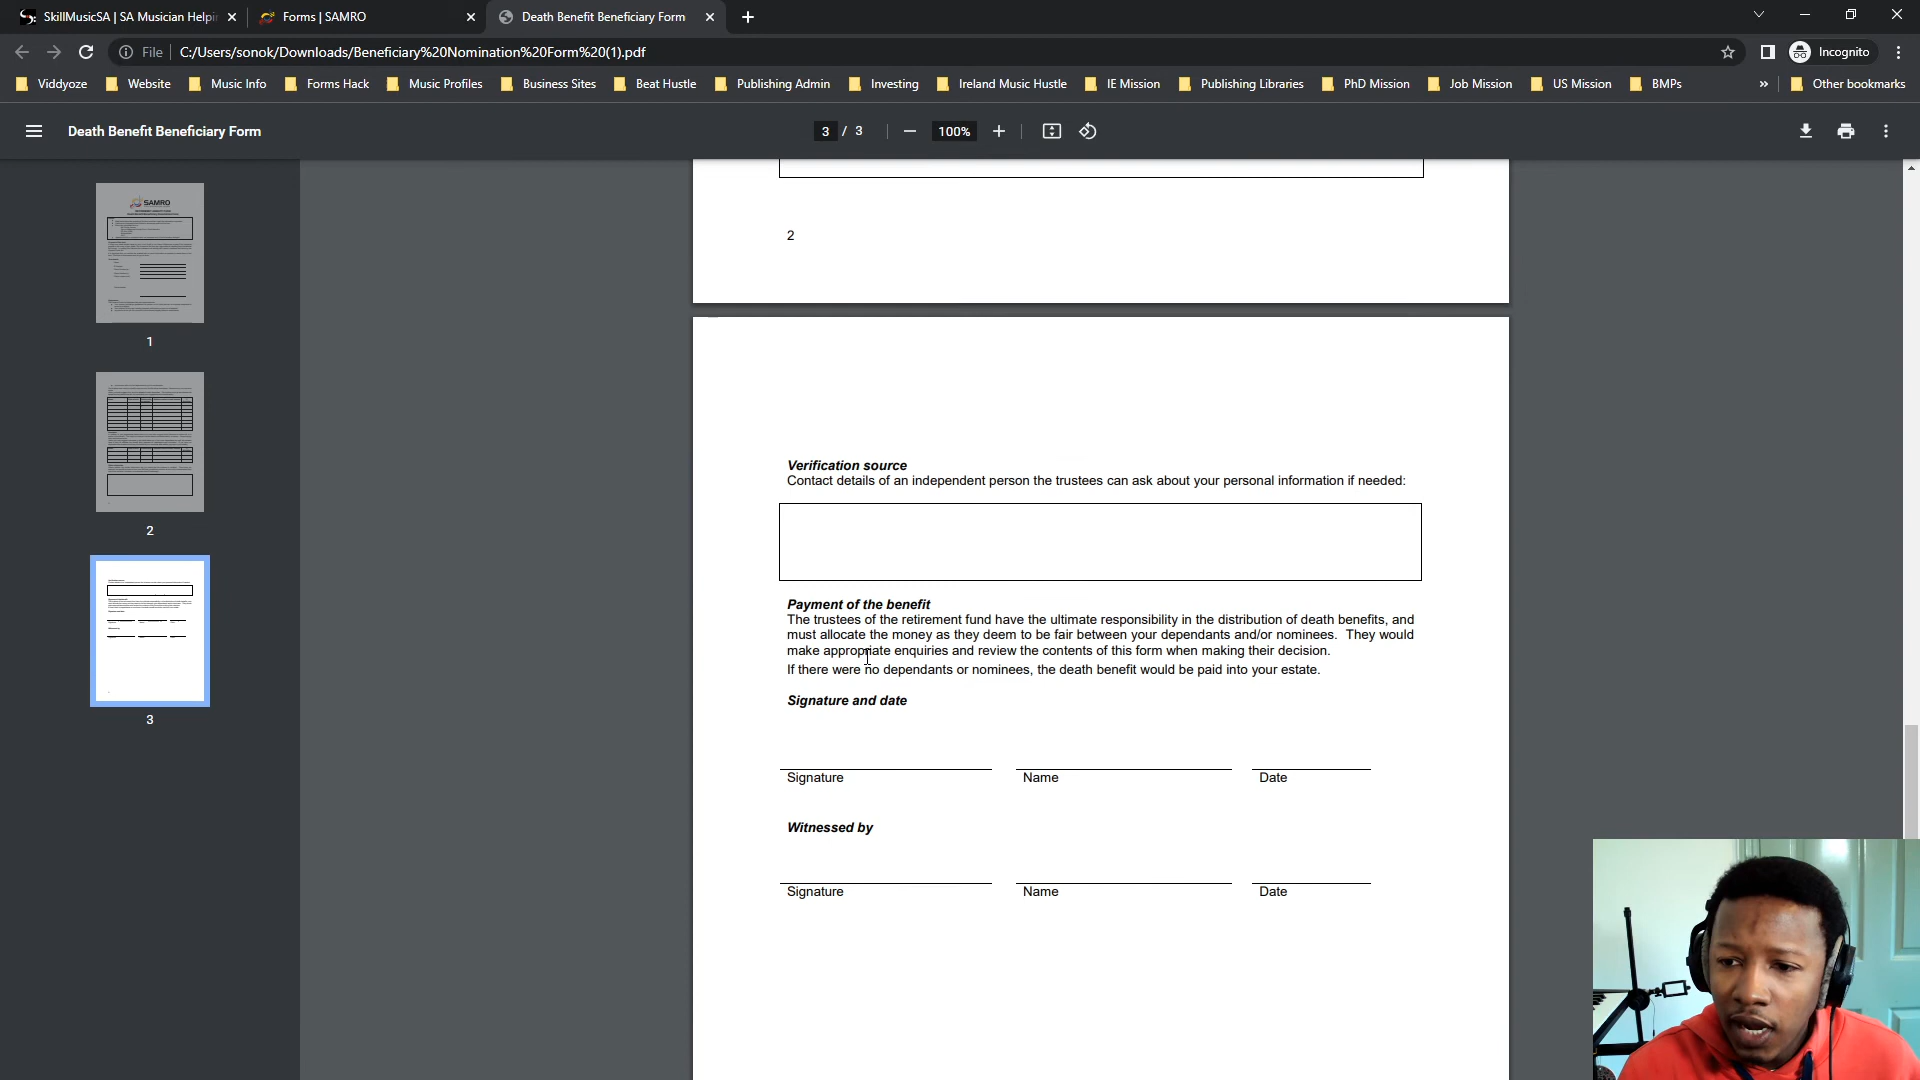 SkillMusicSA | SA Musician Helpi
Forms | SAMRO
Death Benefit Beneficiary Form
File
C:/Users/sonok/Downloads/Beneficiary%20Nomination%20Form%20(1).pdf
Incognito
Viddyoze
Website
Music Info
Forms Hack
Music Profiles
Business Sites
Beat Hustle
Publishing Admin
Investing
Ireland Music Hustle
IE Mission
Publishing Libraries
PhD Mission
Job Mission
US Mission
BMPs
»
Other bookmarks
Death Benefit Beneficiary Form
3 / 3
100%
SAMRO
1
2
3
2
Verification source
Contact details of an independent person the trustees can ask about your personal information if needed:
Payment of the benefit
The trustees of the retirement fund have the ultimate responsibility in the distribution of death benefits, and
must allocate the money as they deem to be fair between your dependants and/or nominees. They would
make appropriate enquiries and review the contents of this form when making their decision.
If there were no dependants or nominees, the death benefit would be paid into your estate.
Signature and date
Signature
Name
Date
Witnessed by
Signature
Name
Date